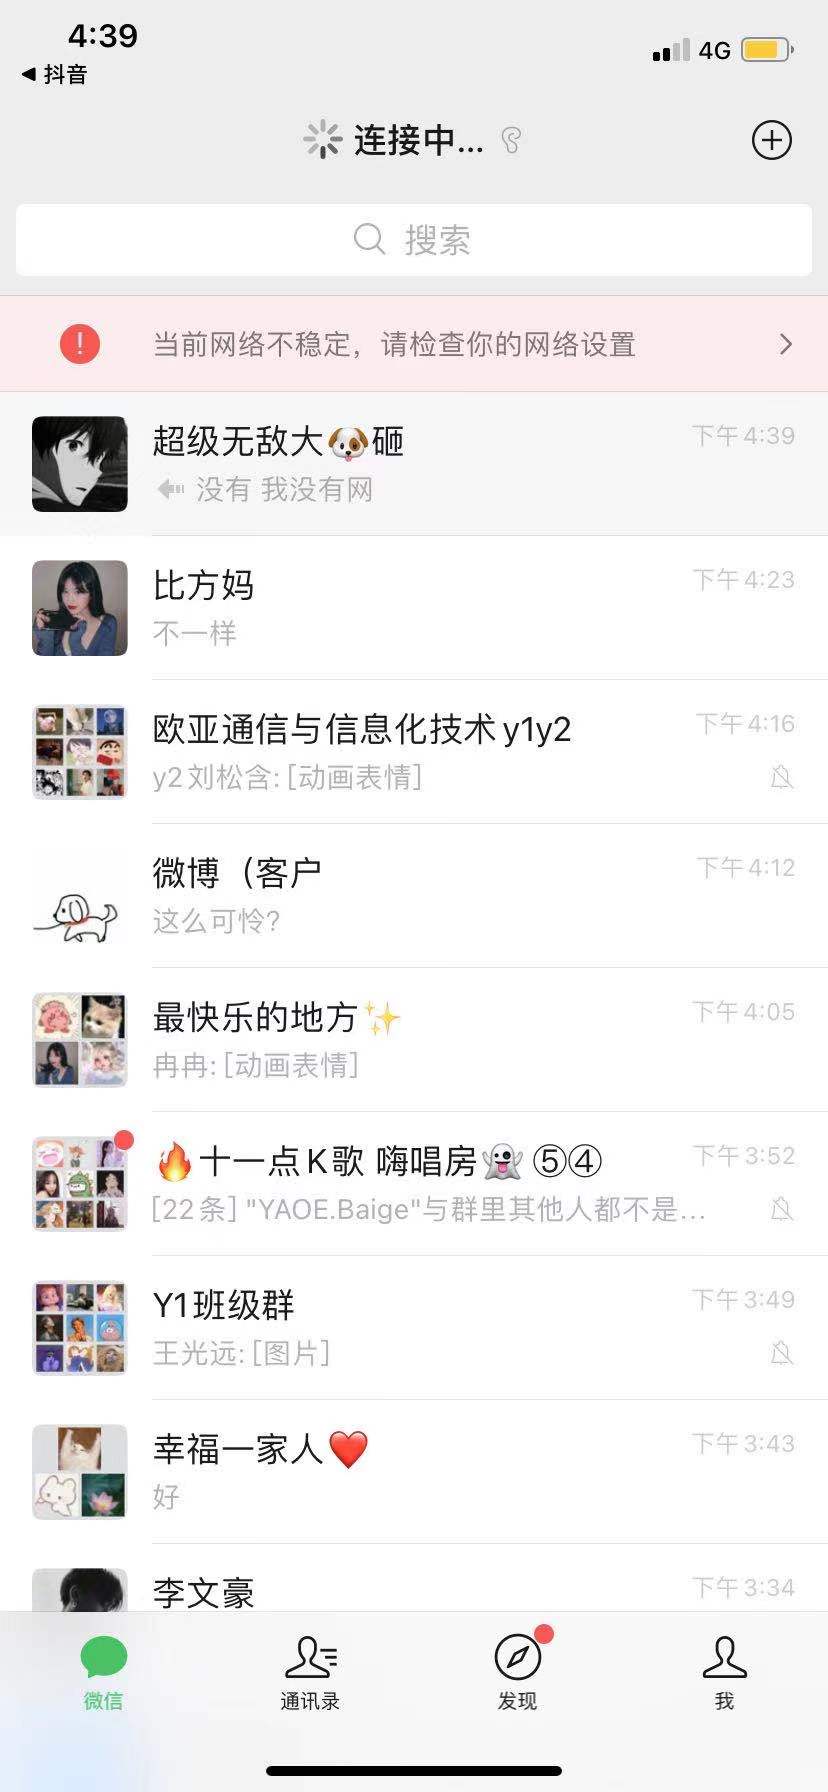 4:39
4G
抖音
连接中...
搜索
当前网络不稳定，请检查你的网络设置
超级无敌大🐶砸
下午4:39
没有 我没有网
比方妈
下午4:23
不一样
欧亚通信与信息化技术y1y2
下午4:16
y2刘松含: [动画表情]
微博（客户
下午4:12
这么可怜?
最快乐的地方✨
下午4:05
冉冉: [动画表情]
🔥十一点K歌 嗨唱房👻⑤④
下午3:52
[22条] "YAOE.Baige"与群里其他人都不是...
Y1班级群
下午3:49
王光远: [图片]
幸福一家人❤️
下午3:43
好
李文豪
下午3:34
微信
通讯录
发现
我